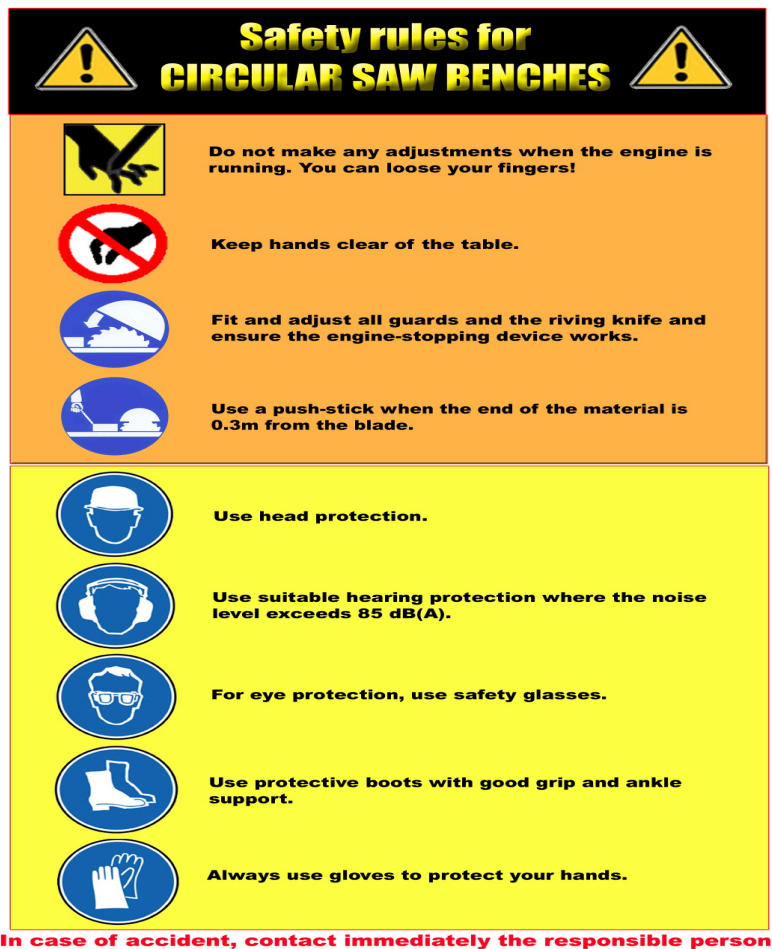 Safety rules for
CIRCULAR SAW BENCHES
Do not make any adjustments when the engine is
running. You can loose your fingers!
Keep hands clear of the table.
Fit and adjust all guards and the riving knife and
ensure the engine-stopping device works.
Use a push-stick when the end of the material is
0.3m from the blade.
Use head protection.
Use suitable hearing protection where the noise
level exceeds 85 dB(A).
For eye protection, use safety glasses.
Use protective boots with good grip and ankle
support.
Always use gloves to protect your hands.
In case of accident, contact immediately the responsible person